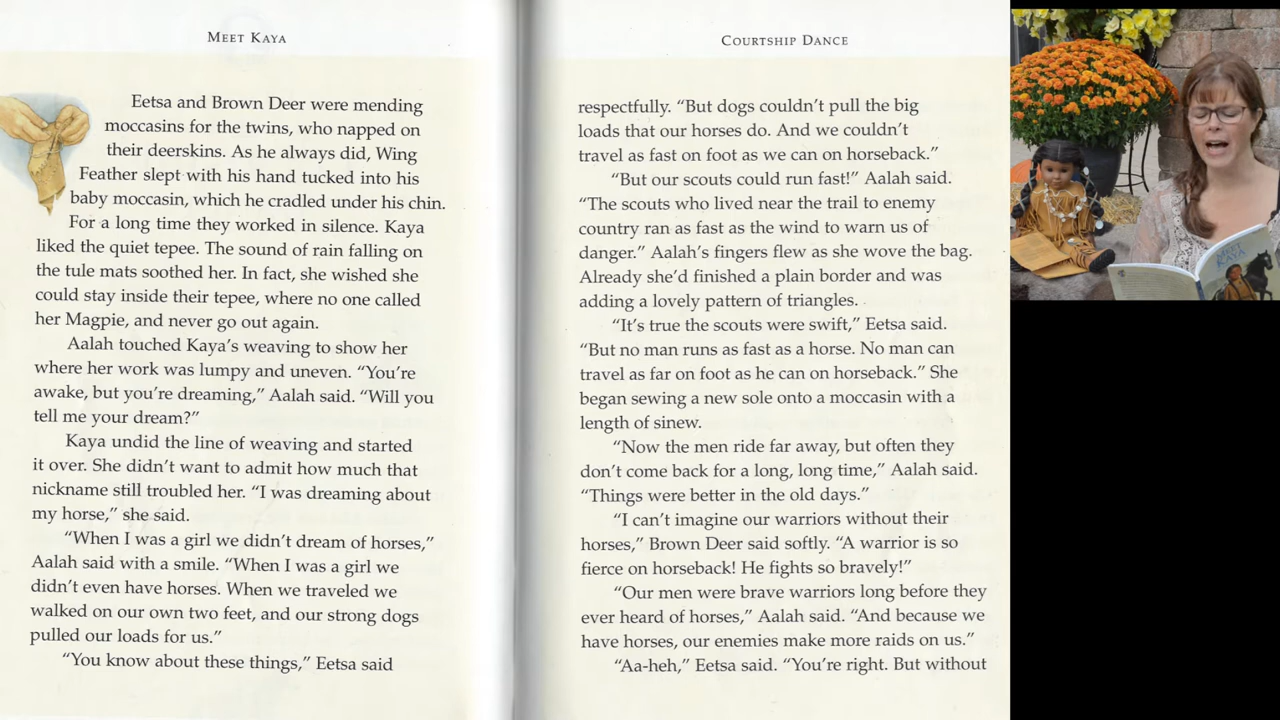 MEET KAYA
Eetsa and Brown Deer were mending
moccasins for the twins, who napped on
their deerskins. As he always did, Wing
Feather slept with his hand tucked into his
baby moccasin, which he cradled under his chin.
For a long time they worked in silence. Kaya
liked the quiet tepee. The sound of rain falling on
the tule mats soothed her. In fact, she wished she
could stay inside their tepee, where no one called
her Magpie, and never go out again.
Aalah touched Kaya’s weaving to show her
where her work was lumpy and uneven. “You’re
awake, but you’re dreaming,” Aalah said. “Will you
tell me your dream?”
Kaya undid the line of weaving and started
it over. She didn’t want to admit how much that
nickname still troubled her. “I was dreaming about
my horse,” she said.
“When I was a girl we didn’t dream of horses,”
Aalah said with a smile. “When I was a girl we
didn’t even have horses. When we traveled we
walked on our own two feet, and our strong dogs
pulled our loads for us.”
“You know about these things,” Eetsa said
COURTSHIP DANCE
respectfully. “But dogs couldn’t pull the big
loads that our horses do. And we couldn’t
travel as fast on foot as we can on horseback.”
“But our scouts could run fast!” Aalah said.
“The scouts who lived near the trail to enemy
country ran as fast as the wind to warn us of
danger.” Aalah’s fingers flew as she wove the bag.
Already she’d finished a plain border and was
adding a lovely pattern of triangles.
“It’s true the scouts were swift,” Eetsa said.
“But no man runs as fast as a horse. No man can
travel as far on foot as he can on horseback.” She
began sewing a new sole onto a moccasin with a
length of sinew.
“Now the men ride far away, but often they
don’t come back for a long, long time,” Aalah said.
“Things were better in the old days.”
“I can’t imagine our warriors without their
horses,” Brown Deer said softly. “A warrior is so
fierce on horseback! He fights so bravely!”
“Our men were brave warriors long before they
ever heard of horses,” Aalah said. “And because we
have horses, our enemies make more raids on us.”
“Aa-heh,” Eetsa said. “You’re right. But without
MEET
KAYA